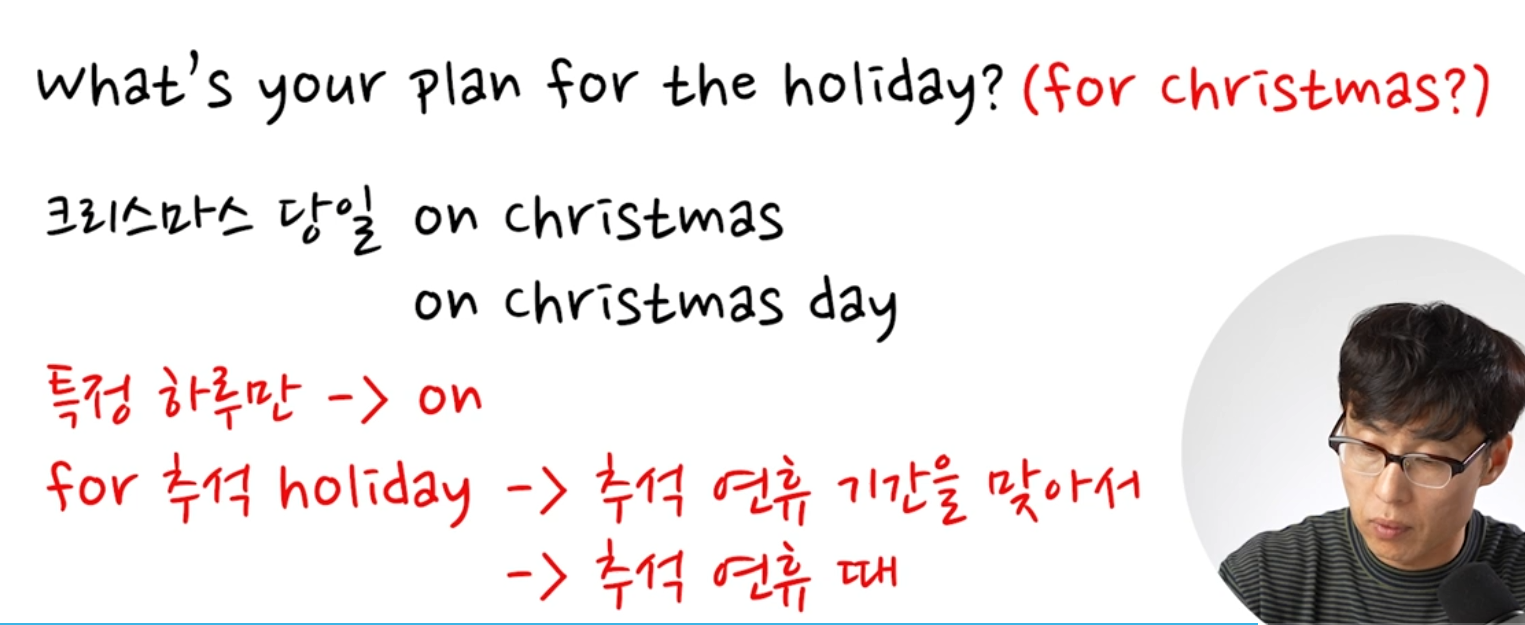 what's your plan for the holiday? (for christmas?)
크리스마스 당일 on christmas
on christmas day
특정 하루만 -> on
for 추석 holiday -> 추석 연휴 기간을 맞아서
-> 추석 연휴 때